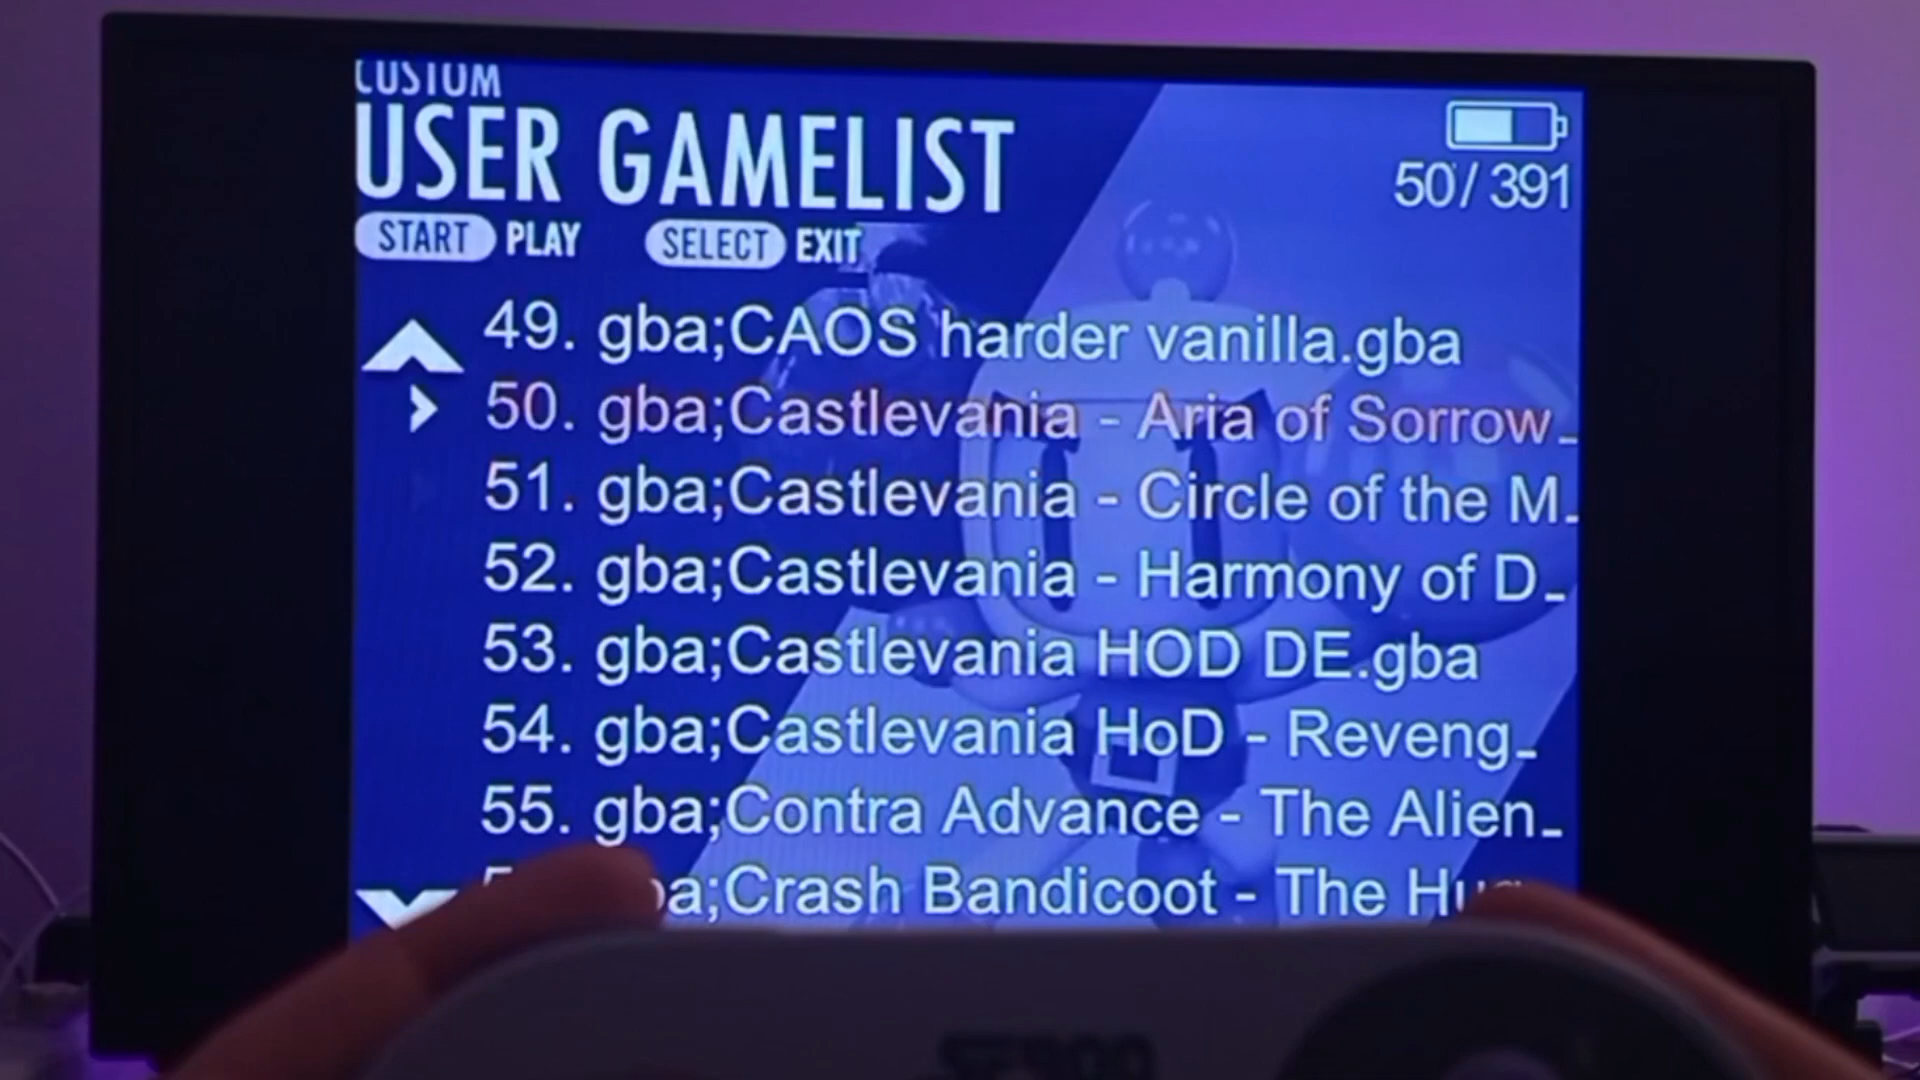 CUSTOM
USER GAMELIST
50/391
START PLAY SELECT EXIT
49. gba;CAOS harder vanilla.gba
50. gba;Castlevania - Aria of Sorrow_
51. gba;Castlevania - Circle of the M_
52. gba;Castlevania - Harmony of D_
53. gba;Castlevania HOD DE.gba
54. gba;Castlevania HoD - Reveng_
55. gba;Contra Advance - The Alien_
Crash Bandicoot - The